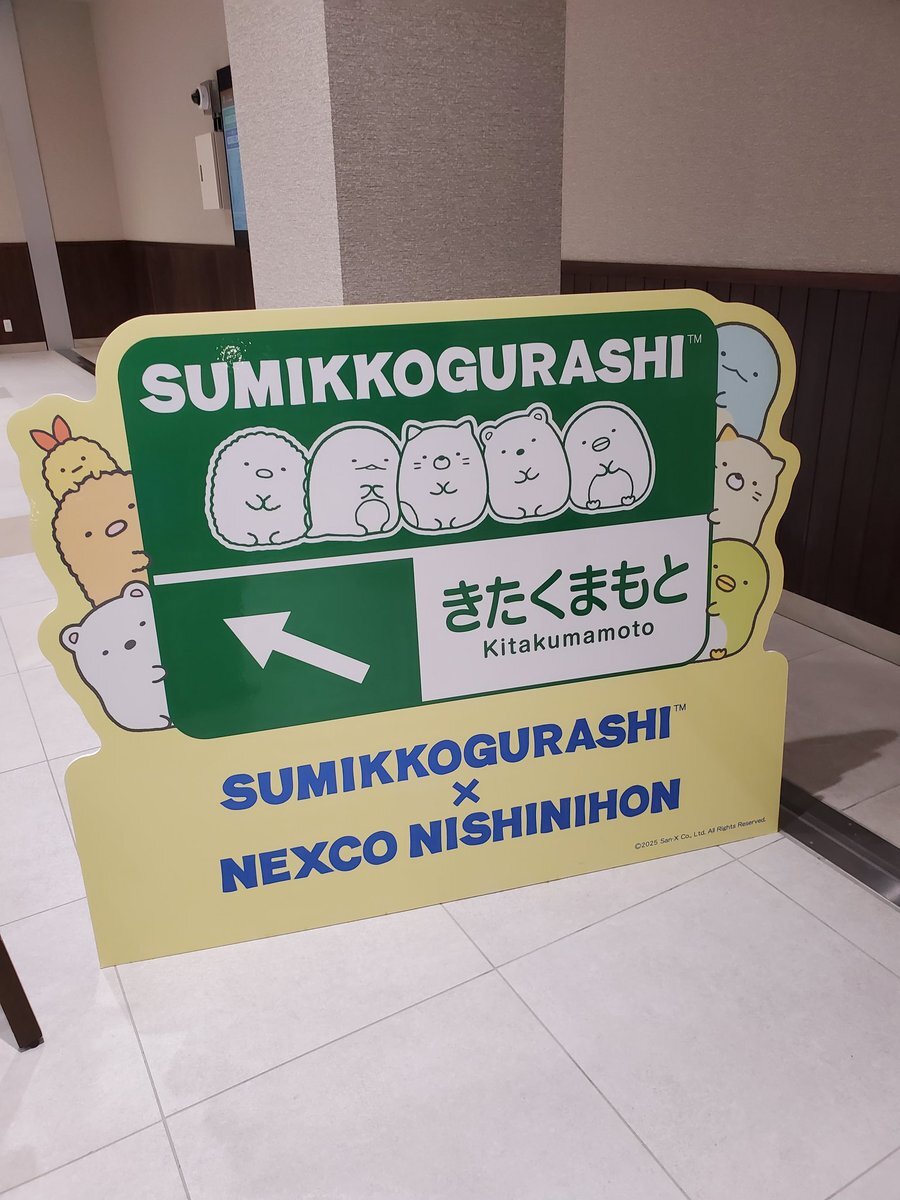 SUMIKKOGURASHI™
きたくまもと
Kitakumamoto
SUMIKKOGURASHI™
×
NEXCO NISHINIHON
©2025 San-X Co., Ltd. All Rights Reserved.